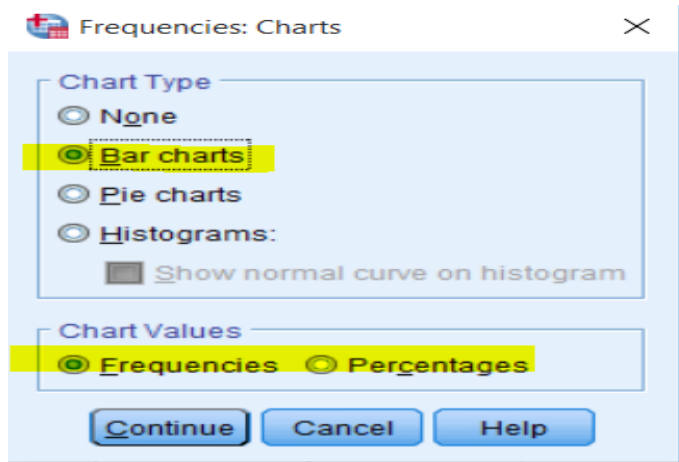 Frequencies: Charts
Chart Type
None
Bar charts
Pie charts
Histograms:
Show normal curve on histogram
Chart Values
Frequencies Percentages
Continue Cancel Help